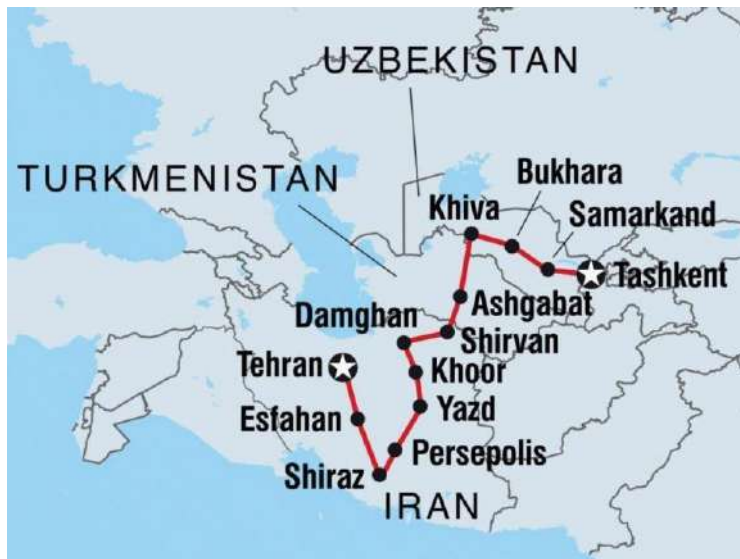 UZBEKISTAN
TURKMENISTAN
Bukhara
Khiva
Samarkand
Tashkent
Ashgabat
Damghan
Shirvan
Tehran
Khoor
Esfahan
Yazd
Persepolis
Shiraz
IRAN